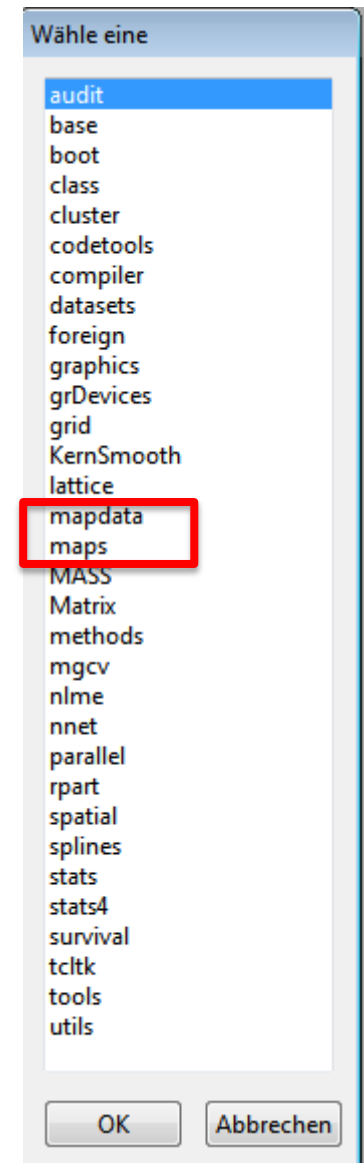 Wähle eine
audit
base
boot
class
cluster
codetools
compiler
datasets
foreign
graphics
grDevices
grid
KernSmooth
lattice
mapdata
maps
MASS
Matrix
methods
mgcv
nlme
nnet
parallel
rpart
spatial
splines
stats
stats4
survival
tcltk
tools
utils
OK Abbrechen